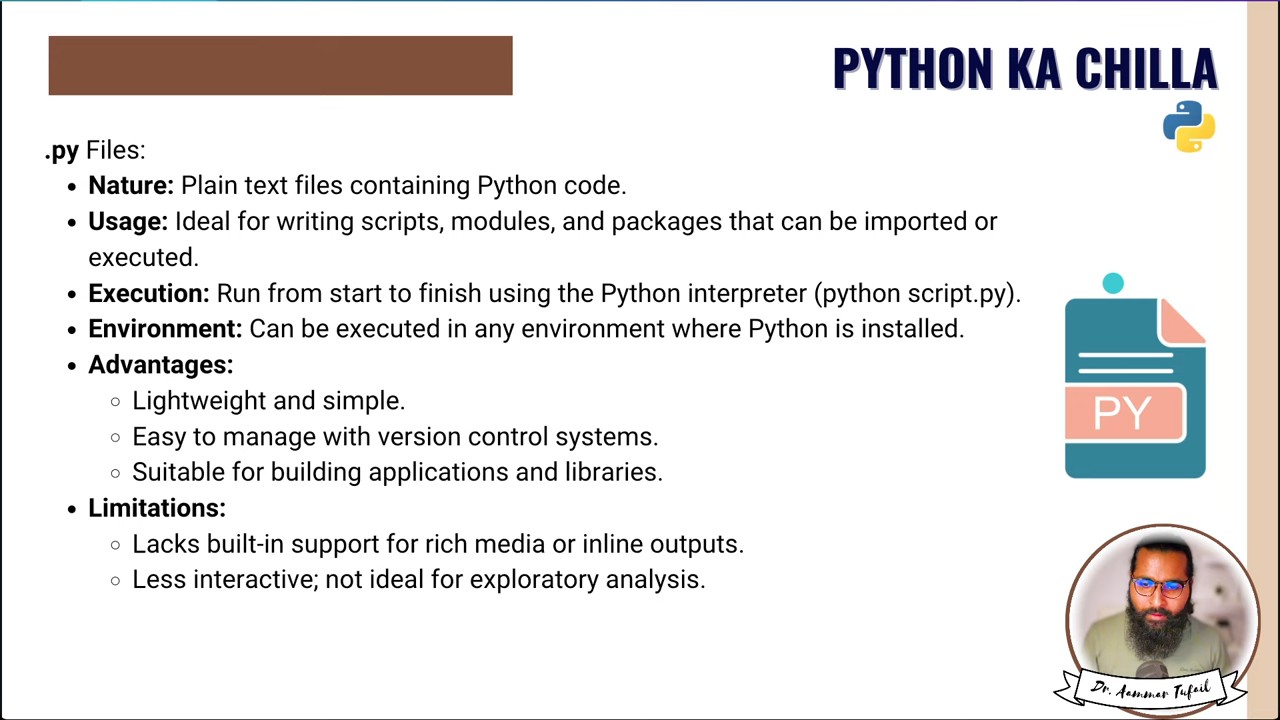 PYTHON KA CHILLA
.py Files:
• Nature: Plain text files containing Python code.
• Usage: Ideal for writing scripts, modules, and packages that can be imported or
executed.
• Execution: Run from start to finish using the Python interpreter (python script.py).
• Environment: Can be executed in any environment where Python is installed.
• Advantages:
○ Lightweight and simple.
○ Easy to manage with version control systems.
○ Suitable for building applications and libraries.
• Limitations:
○ Lacks built-in support for rich media or inline outputs.
○ Less interactive; not ideal for exploratory analysis.
PY
Dr. Aammar Tufail